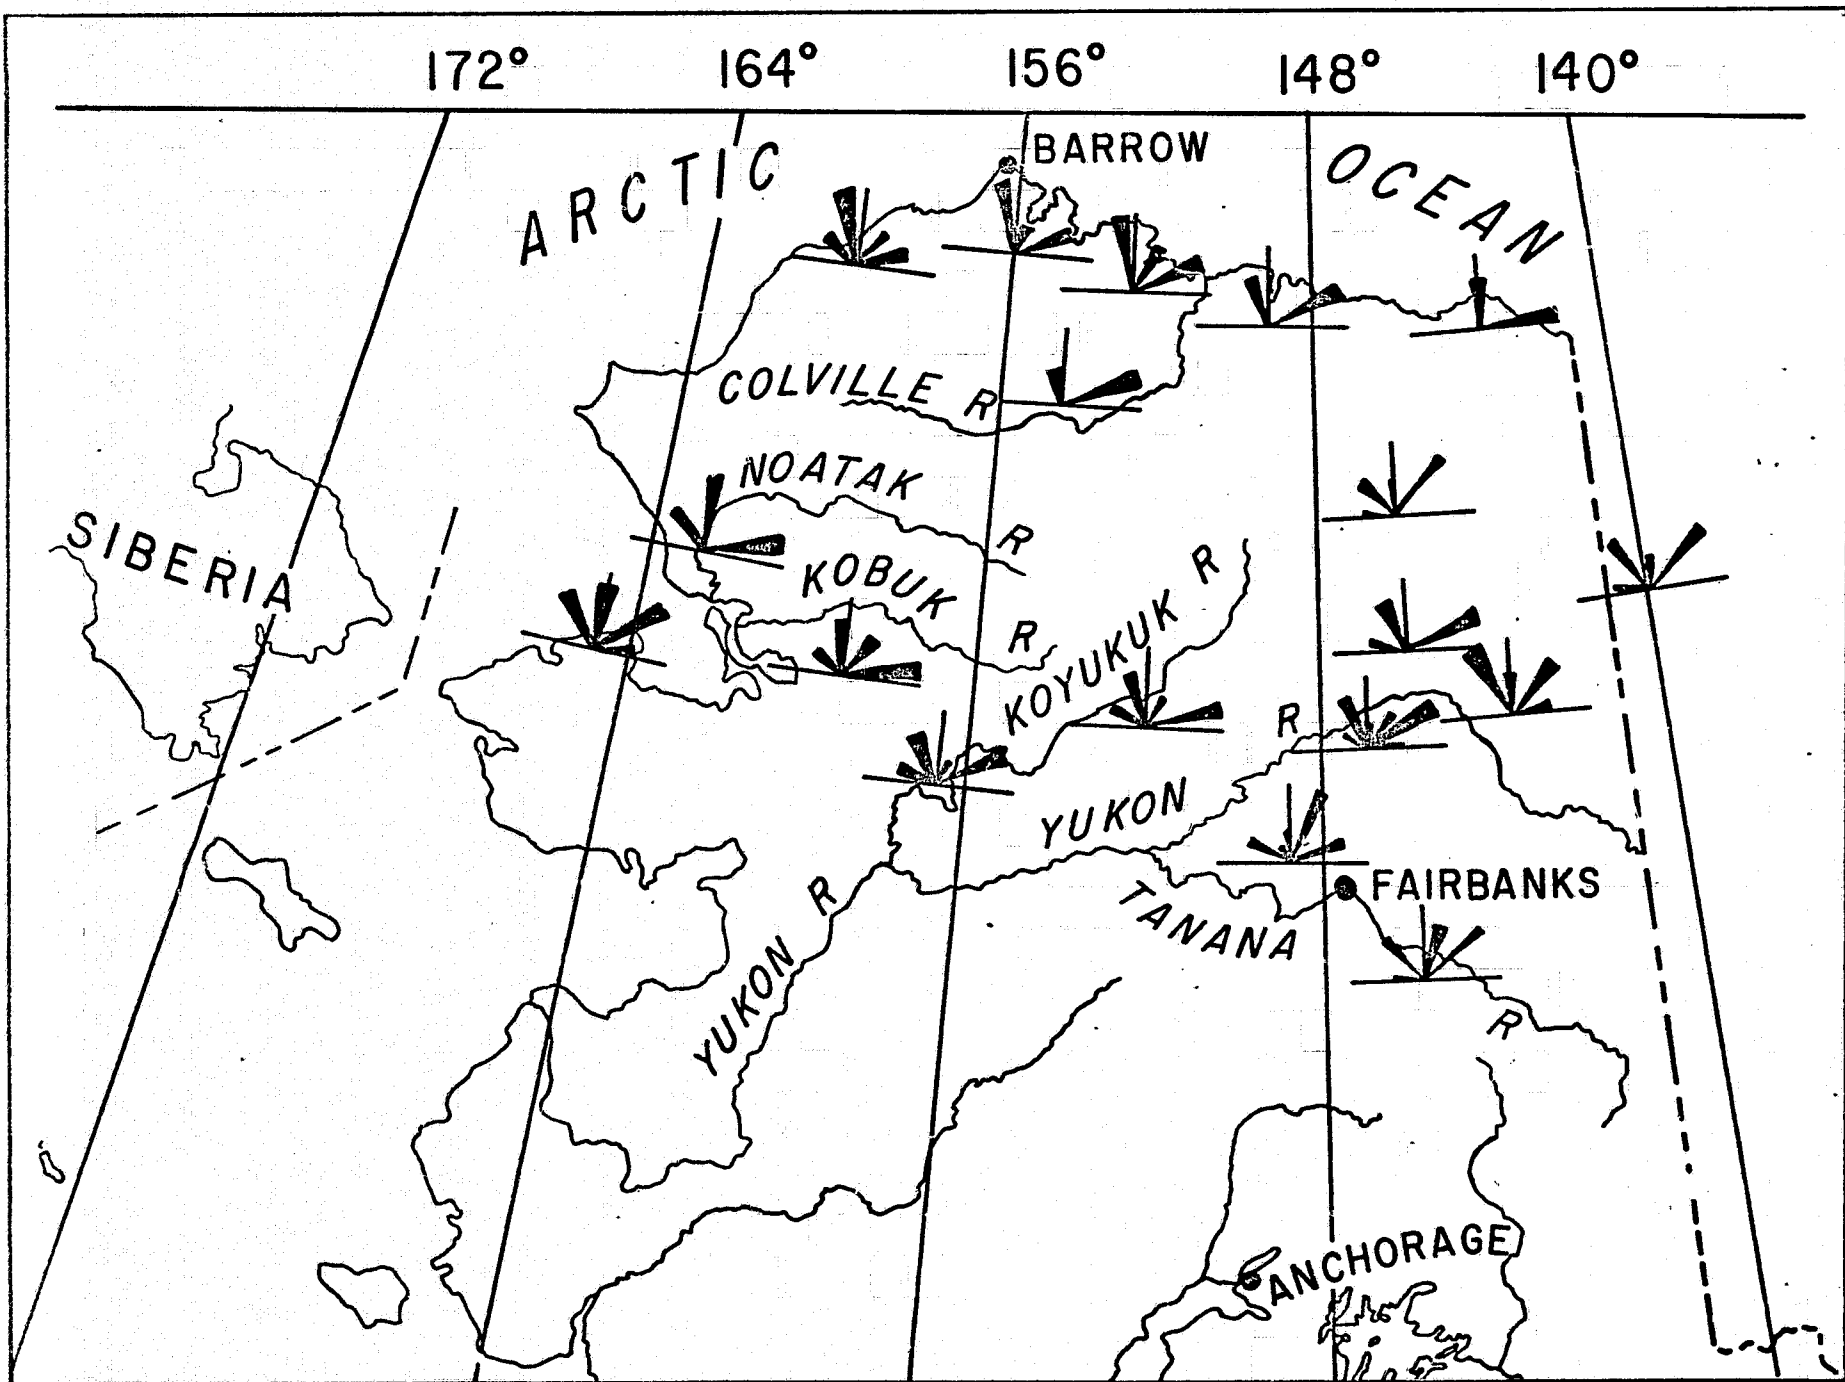 172° 164° 156° 148° 140°
BARROW
ARCTIC OCEAN
COLVILLE R
NOATAK R
SIBERIA
KOBUK R
KOYUKUK R
YUKON R
FAIRBANKS
TANANA R
YUKON R
ANCHORAGE